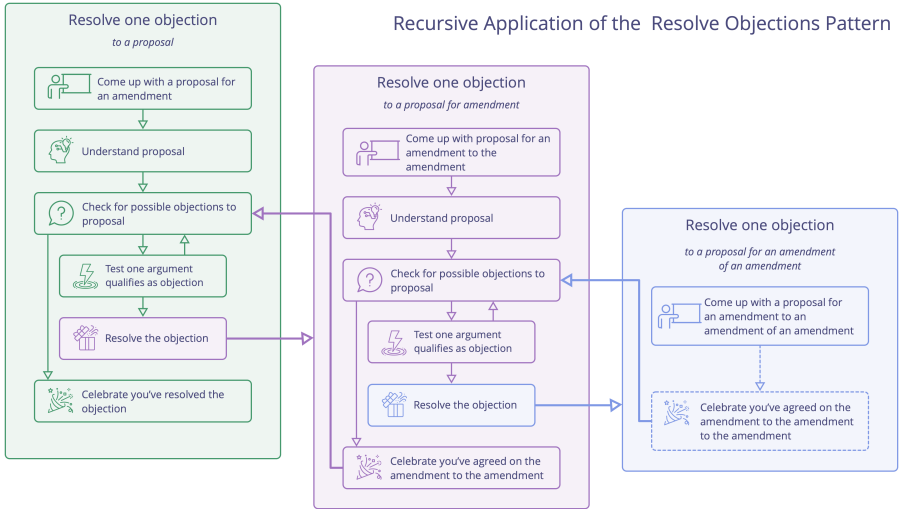 Recursive Application of the Resolve Objections Pattern
Resolve one objection
to a proposal
Come up with a proposal for
an amendment
Understand proposal
Check for possible objections to
proposal
Test one argument
qualifies as objection
Resolve the objection
Celebrate you've resolved the
objection
Resolve one objection
to a proposal for amendment
Come up with proposal for an
amendment to the
amendment
Understand proposal
Check for possible objections to
proposal
Test one argument
qualifies as objection
Resolve the objection
Celebrate you've agreed on the
amendment to the amendment
Resolve one objection
to a proposal for an amendment
of an amendment
Come up with a proposal for
an amendment to an
amendment of an amendment
Celebrate you've agreed on the
amendment to the amendment
to the amendment